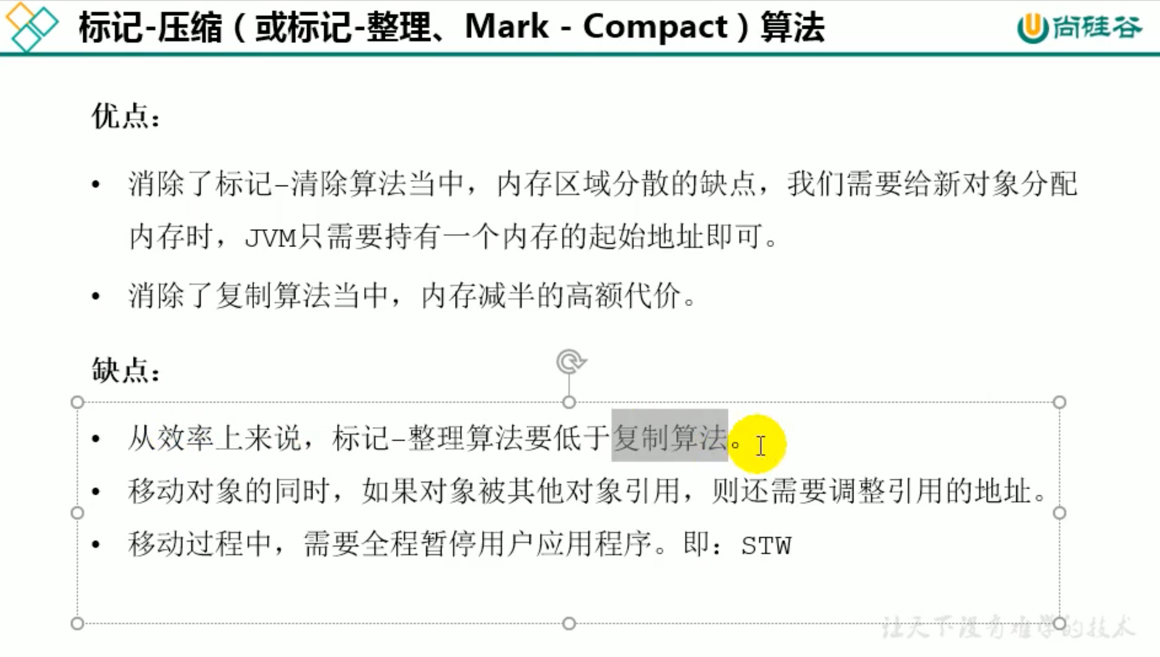 标记-压缩（或标记-整理、Mark - Compact）算法
尚硅谷
优点：
• 消除了标记-清除算法当中，内存区域分散的缺点，我们需要给新对象分配
内存时，JVM只需要持有一个内存的起始地址即可。
• 消除了复制算法当中，内存减半的高额代价。
缺点：
• 从效率上来说，标记-整理算法要低于复制算法。
• 移动对象的同时，如果对象被其他对象引用，则还需要调整引用的地址。
• 移动过程中，需要全程暂停用户应用程序。即：STW
让天下没有难学的技术